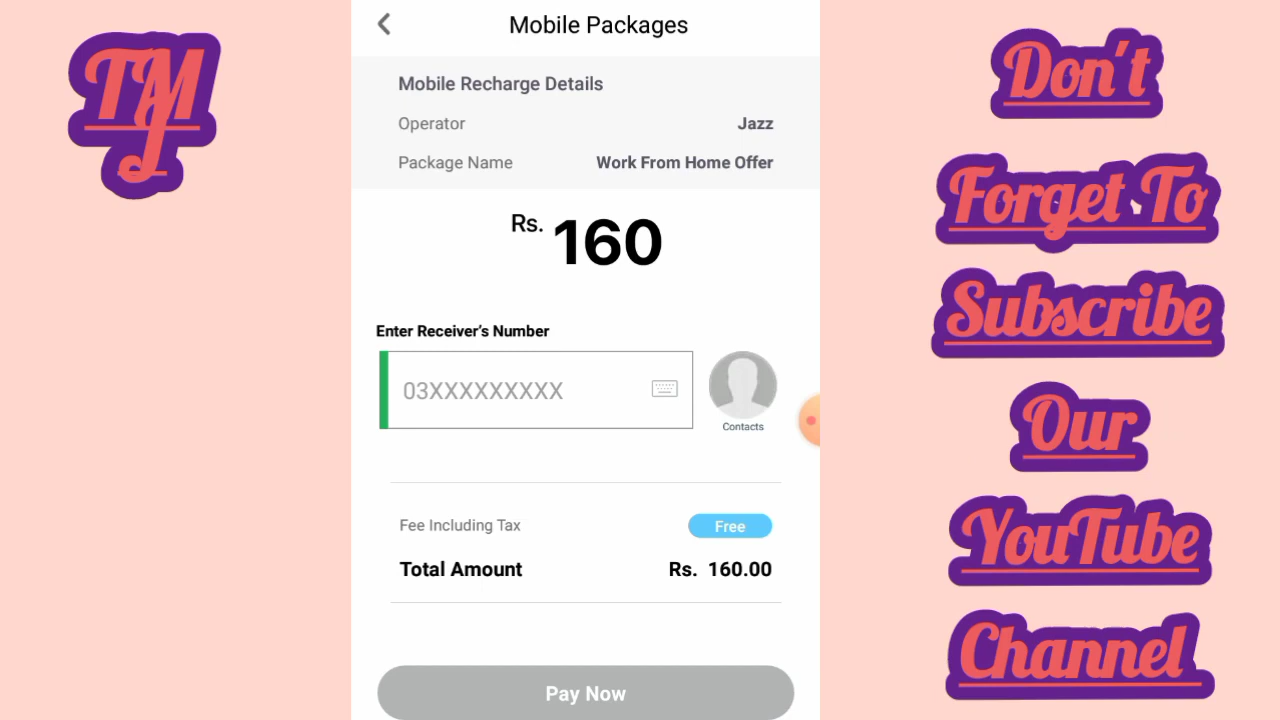 TMJ
Mobile Packages
Mobile Recharge Details
Operator Jazz
Package Name Work From Home Offer
Rs. 160
Enter Receiver's Number
03XXXXXXXXX
Contacts
Fee Including Tax Free
Total Amount Rs. 160.00
Pay Now
Don't
Forget To
Subscribe
Our
YouTube
Channel